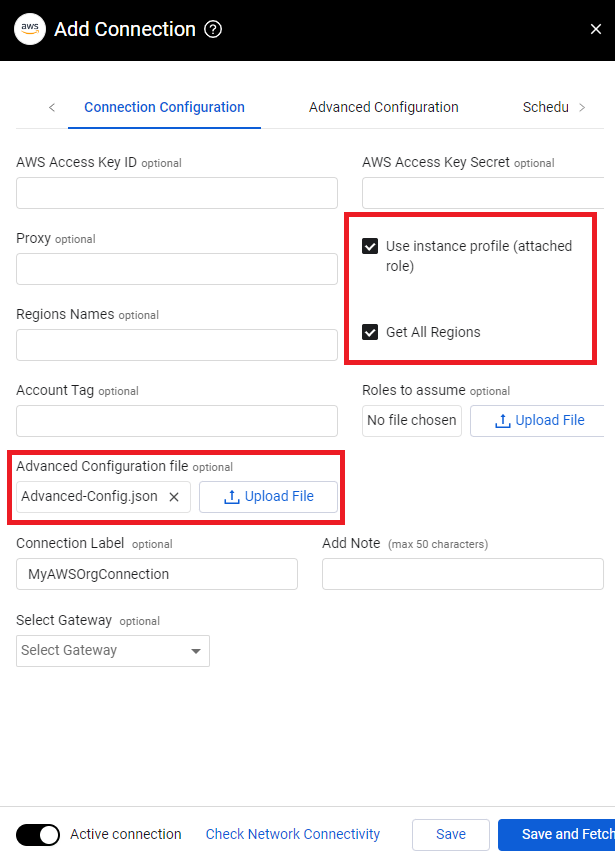 aws Add Connection ? ×
< Connection Configuration Advanced Configuration Schedu >
AWS Access Key ID optional AWS Access Key Secret optional
Proxy optional
Use instance profile (attached
role)
Regions Names optional
Get All Regions
Account Tag optional Roles to assume optional
No file chosen Upload File
Advanced Configuration file optional
Advanced-Config.json × Upload File
Connection Label optional Add Note (max 50 characters)
MyAWSOrgConnection
Select Gateway optional
Select Gateway
Active connection Check Network Connectivity Save Save and Fetch